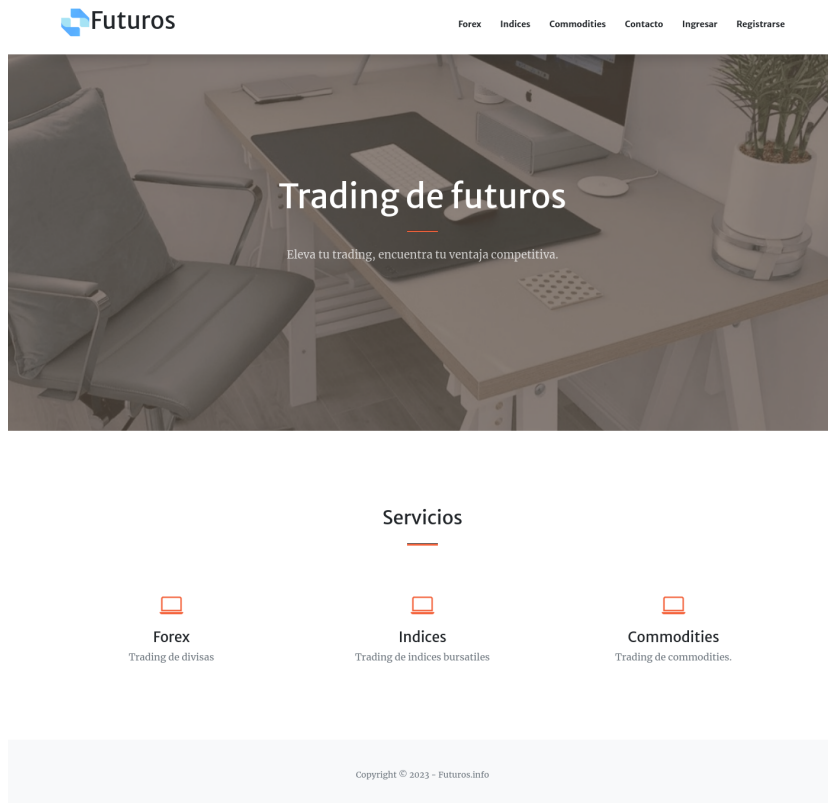 Futuros
Forex Indices Commodities Contacto Ingresar Registrarse
Trading de futuros
Eleva tu trading, encuentra tu ventaja competitiva.
Servicios
Forex
Trading de divisas
Indices
Trading de indices bursatiles
Commodities
Trading de commodities.
Copyright © 2023 - Futuros.info